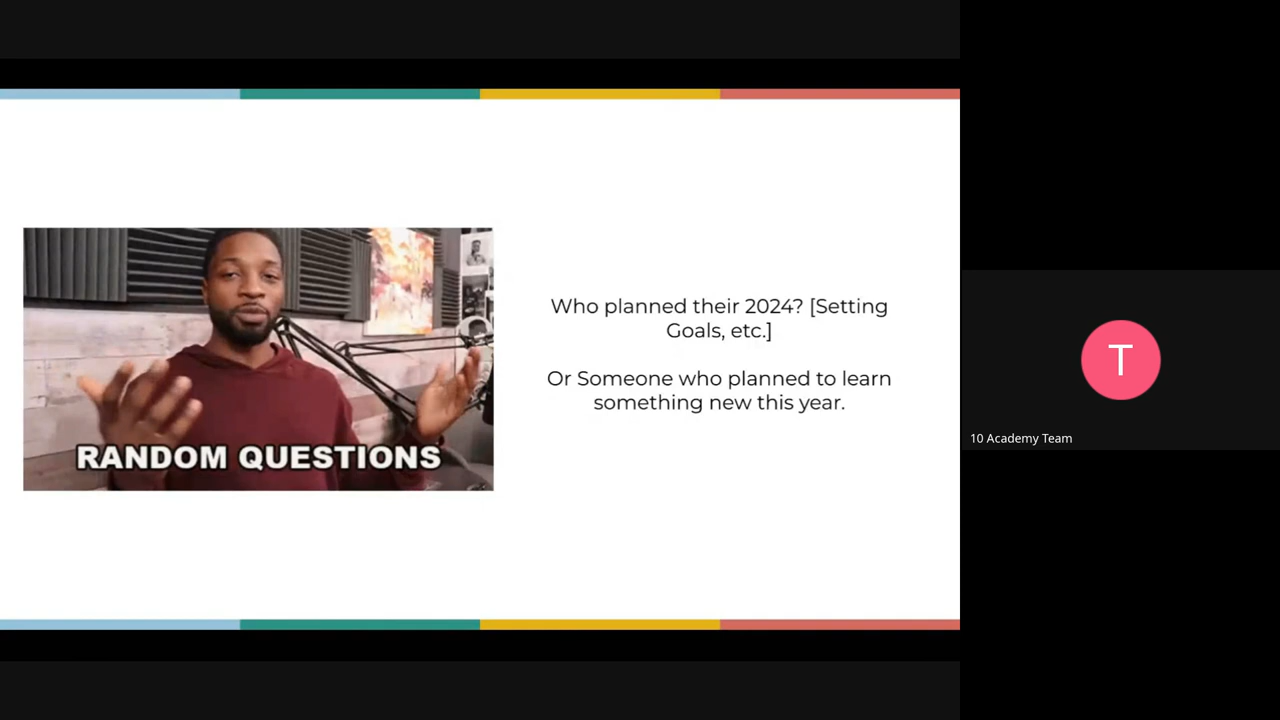 RANDOM QUESTIONS
Who planned their 2024? [Setting
Goals, etc.]
Or Someone who planned to learn
something new this year.
T
10 Academy Team